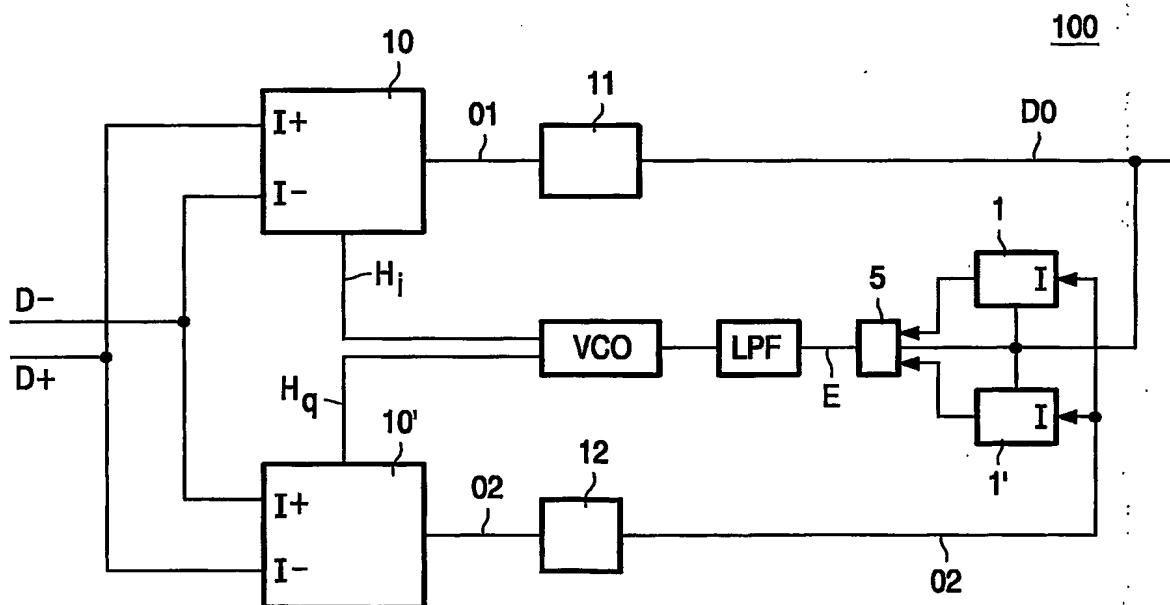 100
10
I+
I-
01
11
D0
Hi
D-
D+
Hq
VCO
LPF
E
5
1
I
I
1'
10'
I+
I-
02
12
02